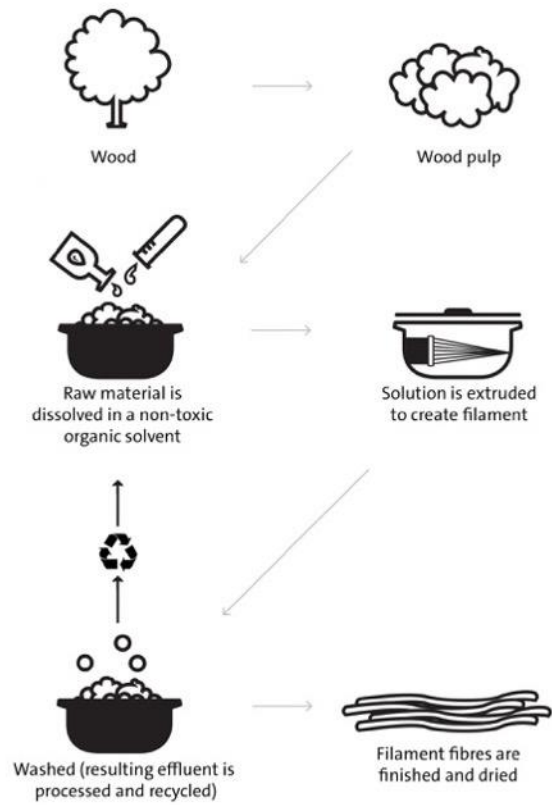 Wood
Wood pulp
Raw material is
dissolved in a non-toxic
organic solvent
Solution is extruded
to create filament
Washed (resulting effluent is
processed and recycled)
Filament fibres are
finished and dried